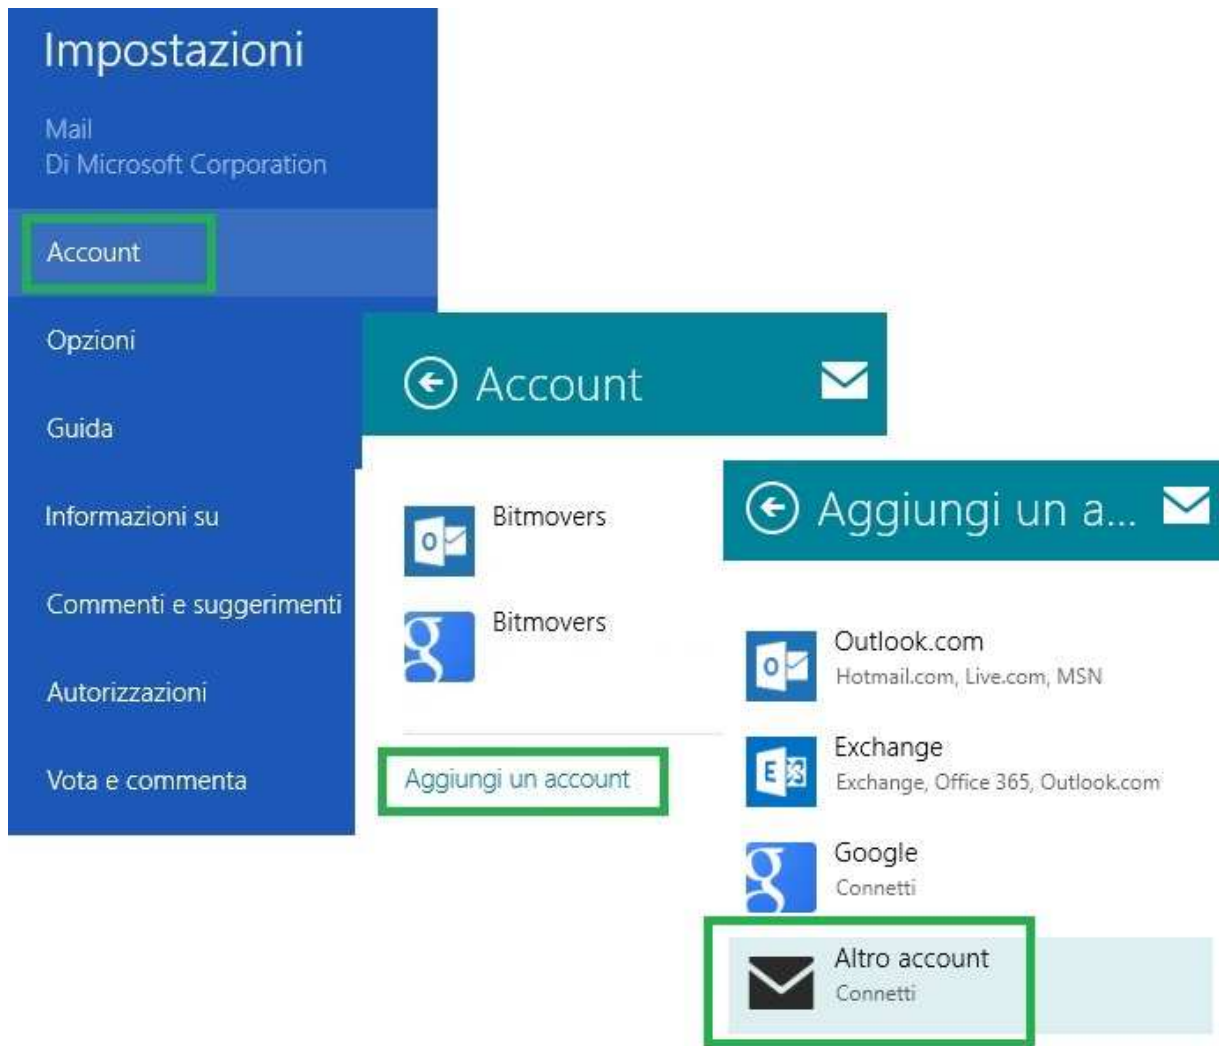 Impostazioni
Mail
Di Microsoft Corporation
Account
Opzioni
Guida
Informazioni su
Commenti e suggerimenti
Autorizzazioni
Vota e commenta
Account
Bitmovers
Bitmovers
Aggiungi un account
Aggiungi un a...
Outlook.com
Hotmail.com, Live.com, MSN
Exchange
Exchange, Office 365, Outlook.com
Google
Connetti
Altro account
Connetti